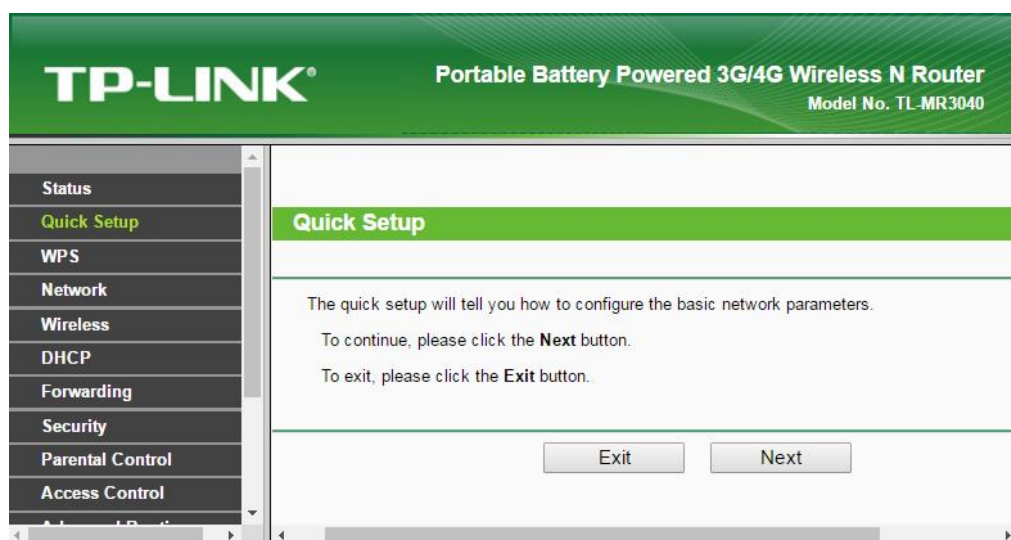 TP-LINK®
Portable Battery Powered 3G/4G Wireless N Router
Model No. TL-MR3040
Status
Quick Setup
WPS
Network
Wireless
DHCP
Forwarding
Security
Parental Control
Access Control
Quick Setup
The quick setup will tell you how to configure the basic network parameters.
To continue, please click the Next button.
To exit, please click the Exit button.
Exit Next